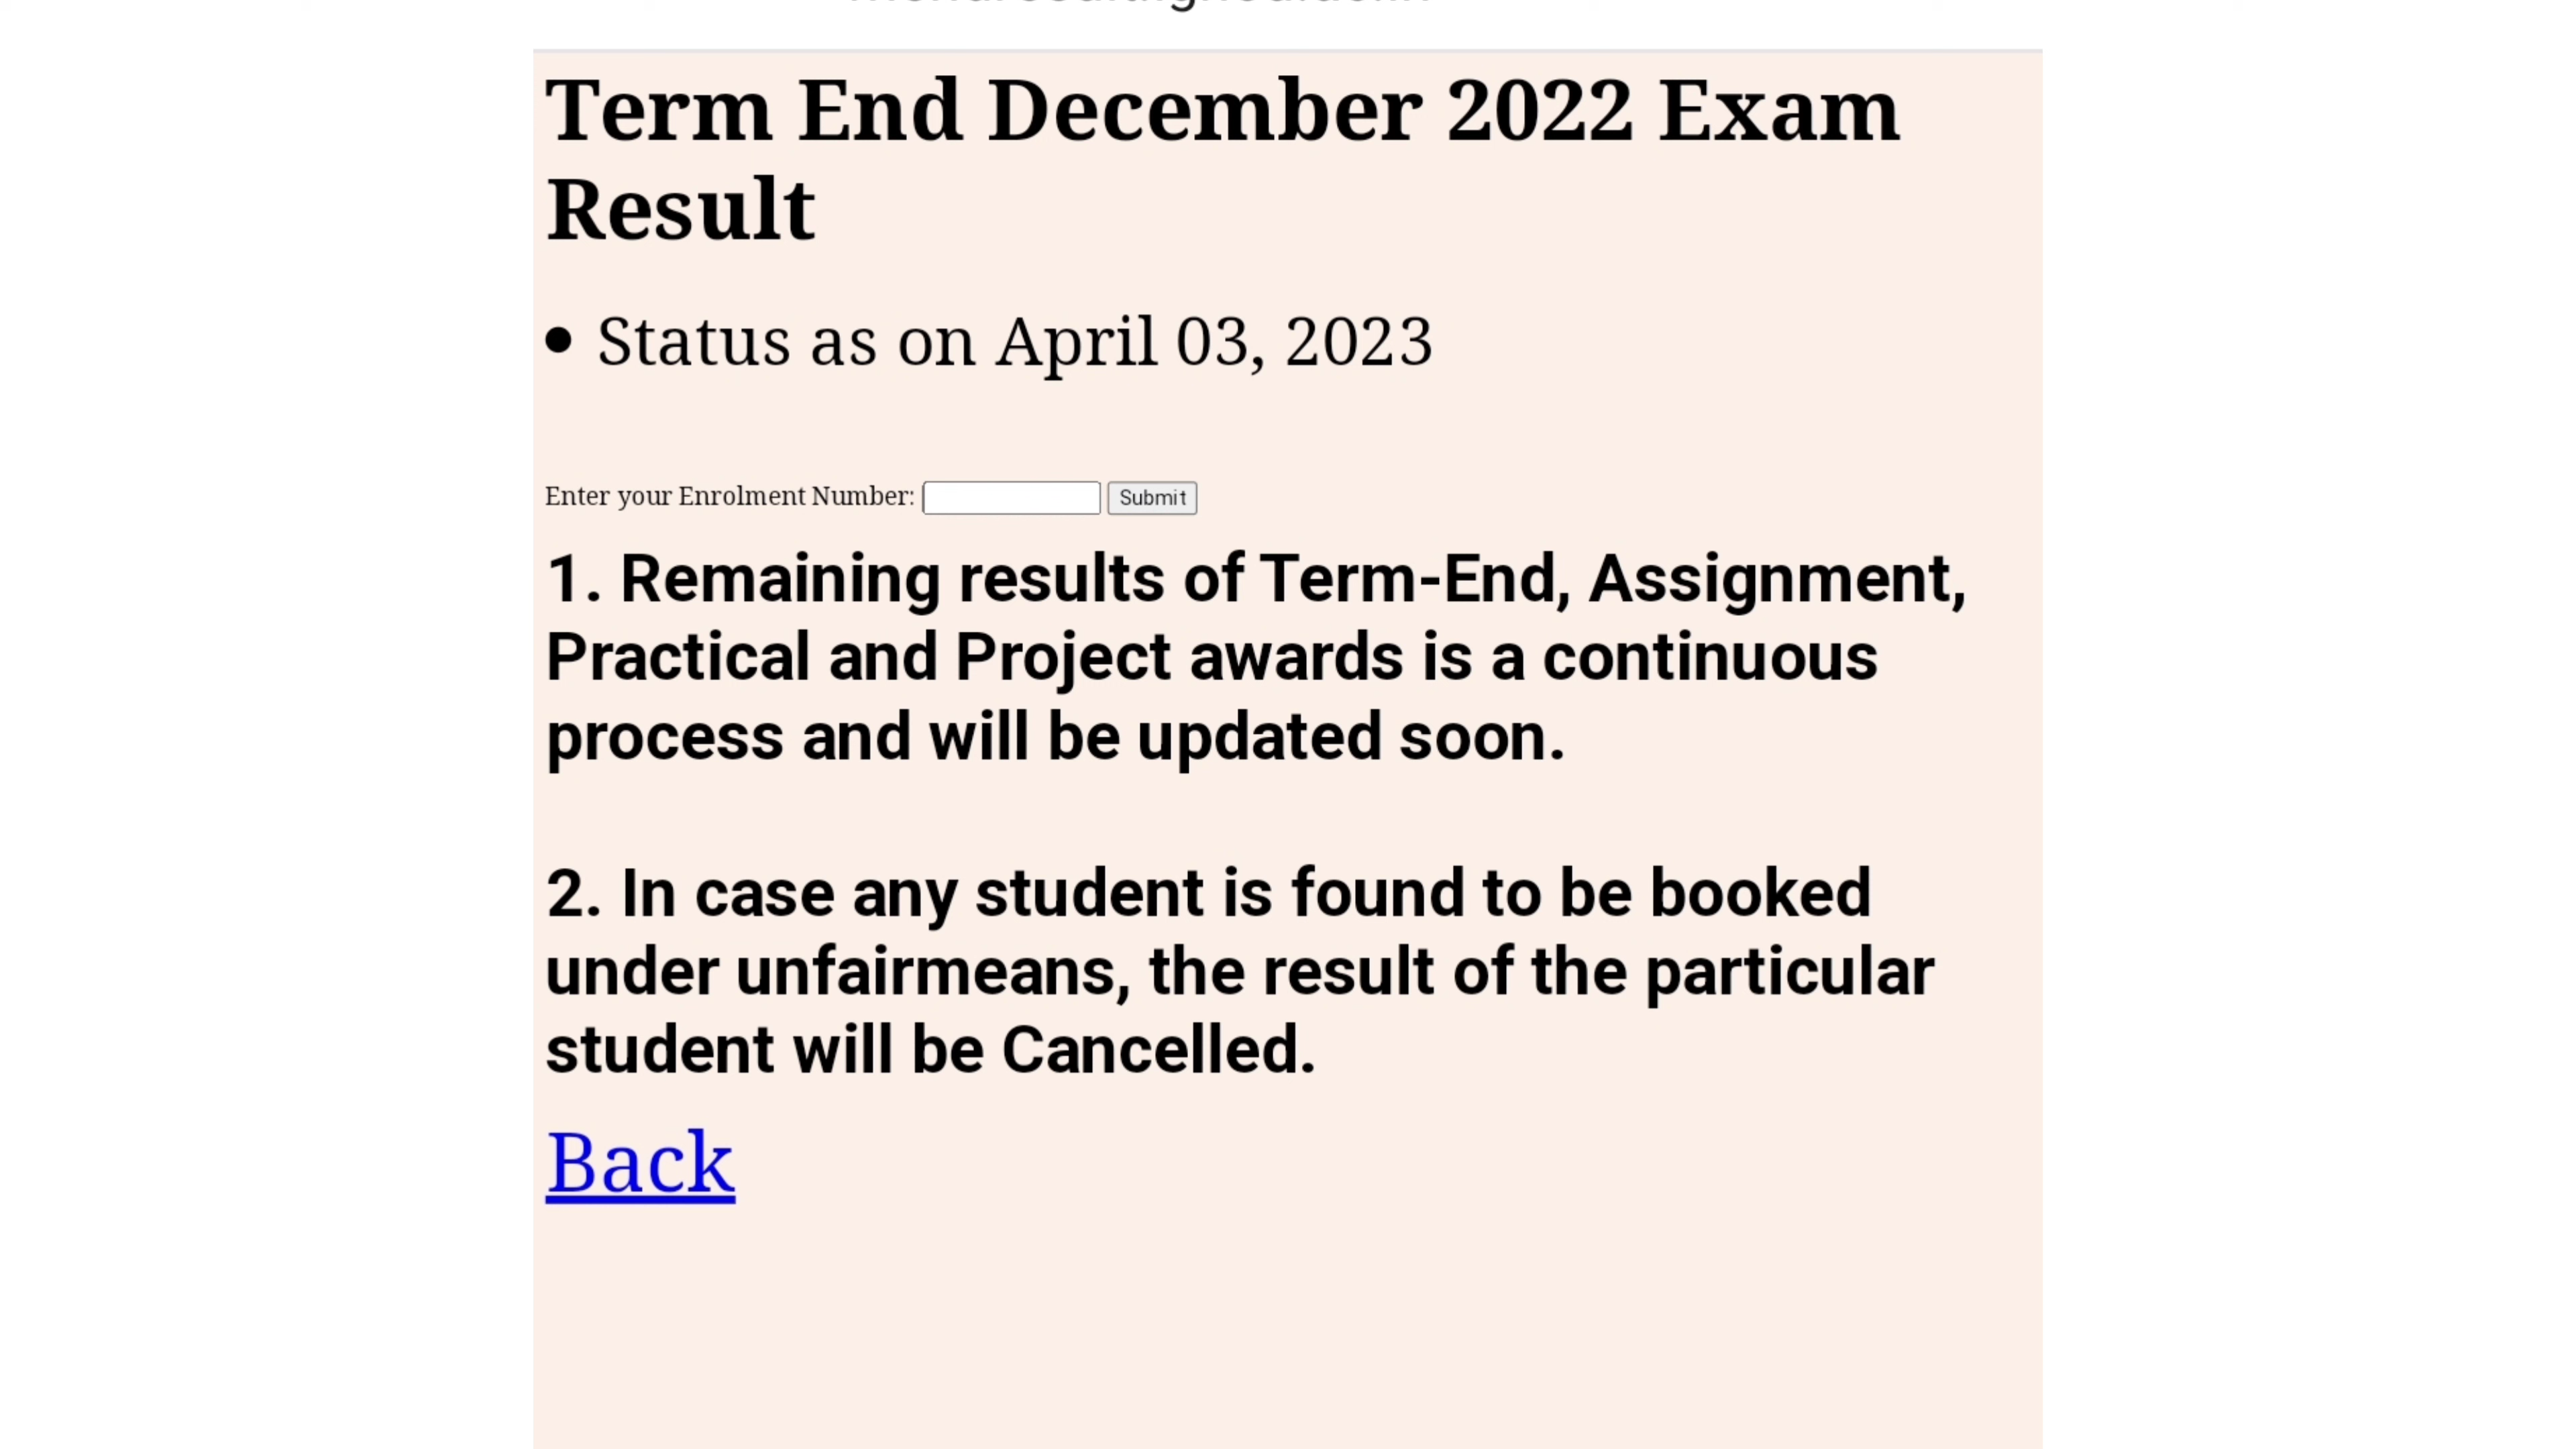 Term End December 2022 Exam
Result
• Status as on April 03, 2023
Enter your Enrolment Number: Submit
1. Remaining results of Term-End, Assignment,
Practical and Project awards is a continuous
process and will be updated soon.
2. In case any student is found to be booked
under unfairmeans, the result of the particular
student will be Cancelled.
Back